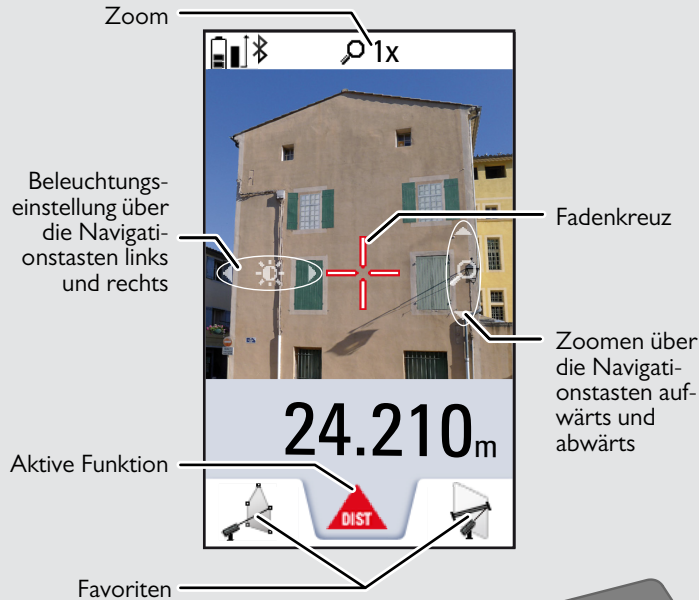 Zoom
1x
Beleuchtungs-
einstellung über
die Navigati-
onstasten links
und rechts
Fadenkreuz
Zoomen über
die Navigati-
onstasten auf-
wärts und
abwärts
24.210m
Aktive Funktion
DIST
Favoriten